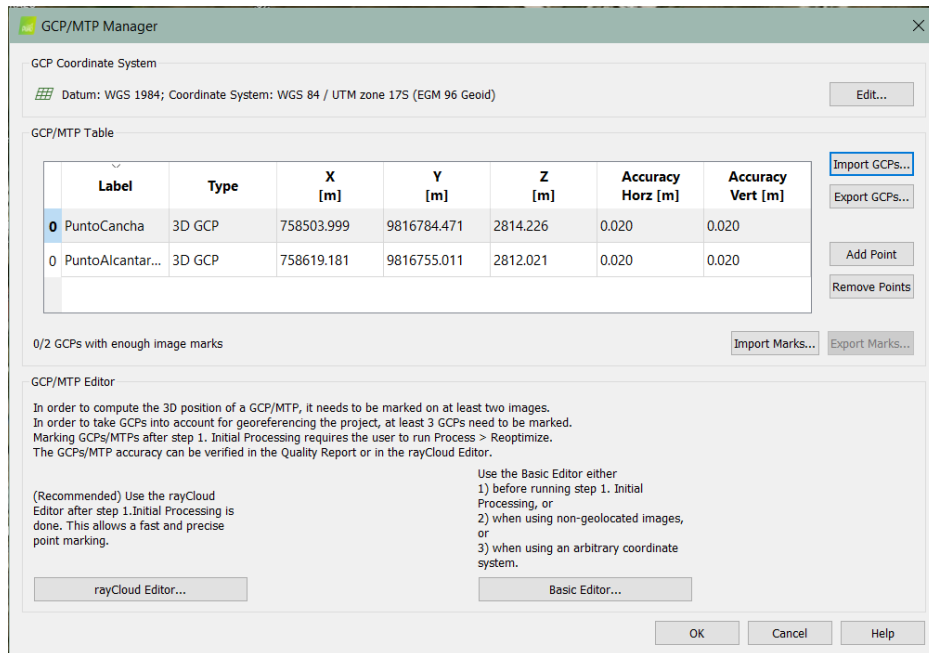 GCP/MTP Manager
GCP Coordinate System
Datum: WGS 1984; Coordinate System: WGS 84 / UTM zone 17S (EGM 96 Geoid)
Edit...
GCP/MTP Table
Label Type X [m] Y [m] Z [m] Accuracy Horz [m] Accuracy Vert [m]
0 PuntoCancha 3D GCP 758503.999 9816784.471 2814.226 0.020 0.020
0 PuntoAlcantar... 3D GCP 758619.181 9816755.011 2812.021 0.020 0.020
Import GCPs...
Export GCPs...
Add Point
Remove Points
0/2 GCPs with enough image marks
Import Marks...
Export Marks...
GCP/MTP Editor
In order to compute the 3D position of a GCP/MTP, it needs to be marked on at least two images.
In order to take GCPs into account for georeferencing the project, at least 3 GCPs need to be marked.
Marking GCPs/MTPs after step 1. Initial Processing requires the user to run Process > Reoptimize.
The GCPs/MTP accuracy can be verified in the Quality Report or in the rayCloud Editor.
(Recommended) Use the rayCloud
Editor after step 1.Initial Processing is
done. This allows a fast and precise
point marking.
rayCloud Editor...
Use the Basic Editor either
1) before running step 1. Initial
Processing, or
2) when using non-geolocated images,
or
3) when using an arbitrary coordinate
system.
Basic Editor...
OK
Cancel
Help